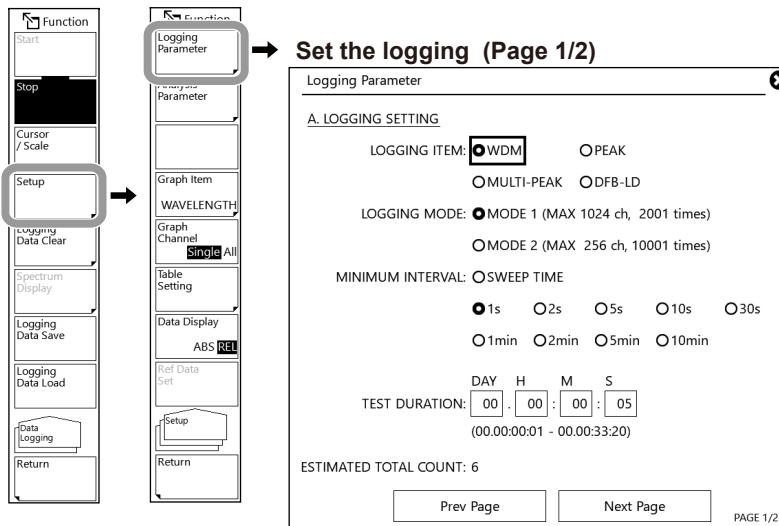 Function
Start
Stop
Cursor
/ Scale
Setup
Logging
Data Clear
Spectrum
Display
Logging
Data Save
Logging
Data Load
Data
Logging
Return
Function
Logging
Parameter
Analysis
Parameter
Graph Item
WAVELENGTH
Graph
Channel
Single All
Table
Setting
Data Display
ABS REL
Ref Data
Set
Setup
Return
Set the logging (Page 1/2)
Logging Parameter
A. LOGGING SETTING
LOGGING ITEM: WDM PEAK
MULTI-PEAK DFB-LD
LOGGING MODE: MODE 1 (MAX 1024 ch, 2001 times)
MODE 2 (MAX 256 ch, 10001 times)
MINIMUM INTERVAL: SWEEP TIME
1s 2s 5s 10s 30s
1min 2min 5min 10min
DAY H M S
TEST DURATION: 00 . 00 : 00 : 05
(00.00:00:01 - 00.00:33:20)
ESTIMATED TOTAL COUNT: 6
Prev Page Next Page
PAGE 1/2